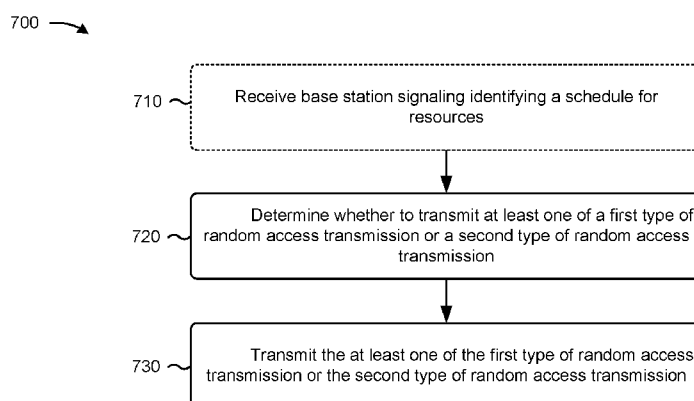 700
710
Receive base station signaling identifying a schedule for
resources
720
Determine whether to transmit at least one of a first type of
random access transmission or a second type of random access
transmission
730
Transmit the at least one of the first type of random access
transmission or the second type of random access transmission